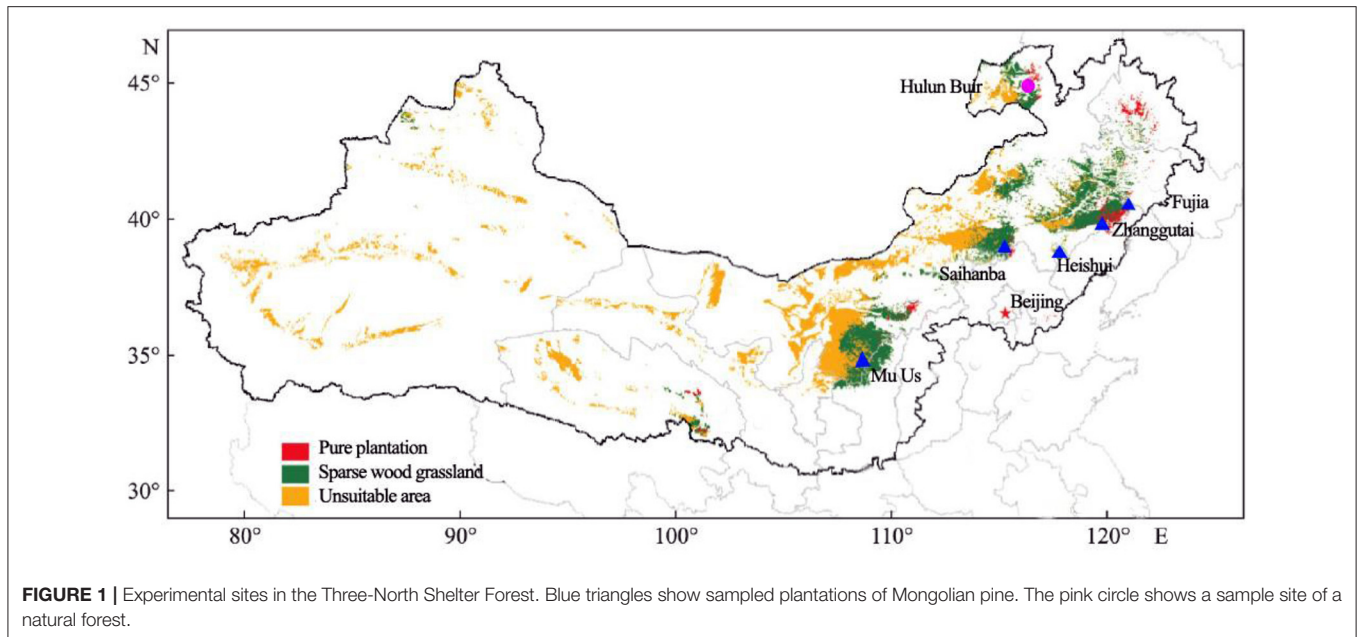 N
45°
40°
35°
30°
Hulun Buir
Fujia
Zhanggutai
Saihanba
Heishui
Beijing
Mu Us
Pure plantation
Sparse wood grassland
Unsuitable area
80°
90°
100°
110°
120° E
FIGURE 1 | Experimental sites in the Three-North Shelter Forest. Blue triangles show sampled plantations of Mongolian pine. The pink circle shows a sample site of a
natural forest.